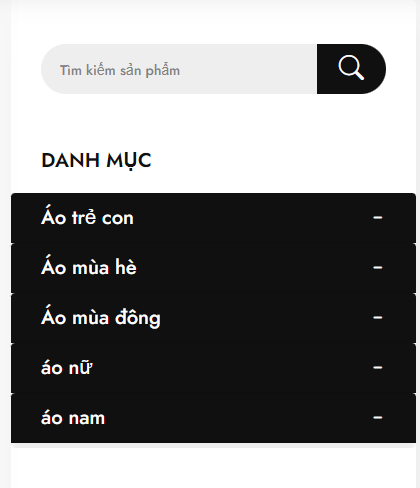 Tìm kiếm sản phẩm
DANH MỤC
Áo trẻ con –
Áo mùa hè –
Áo mùa đông –
áo nữ –
áo nam –